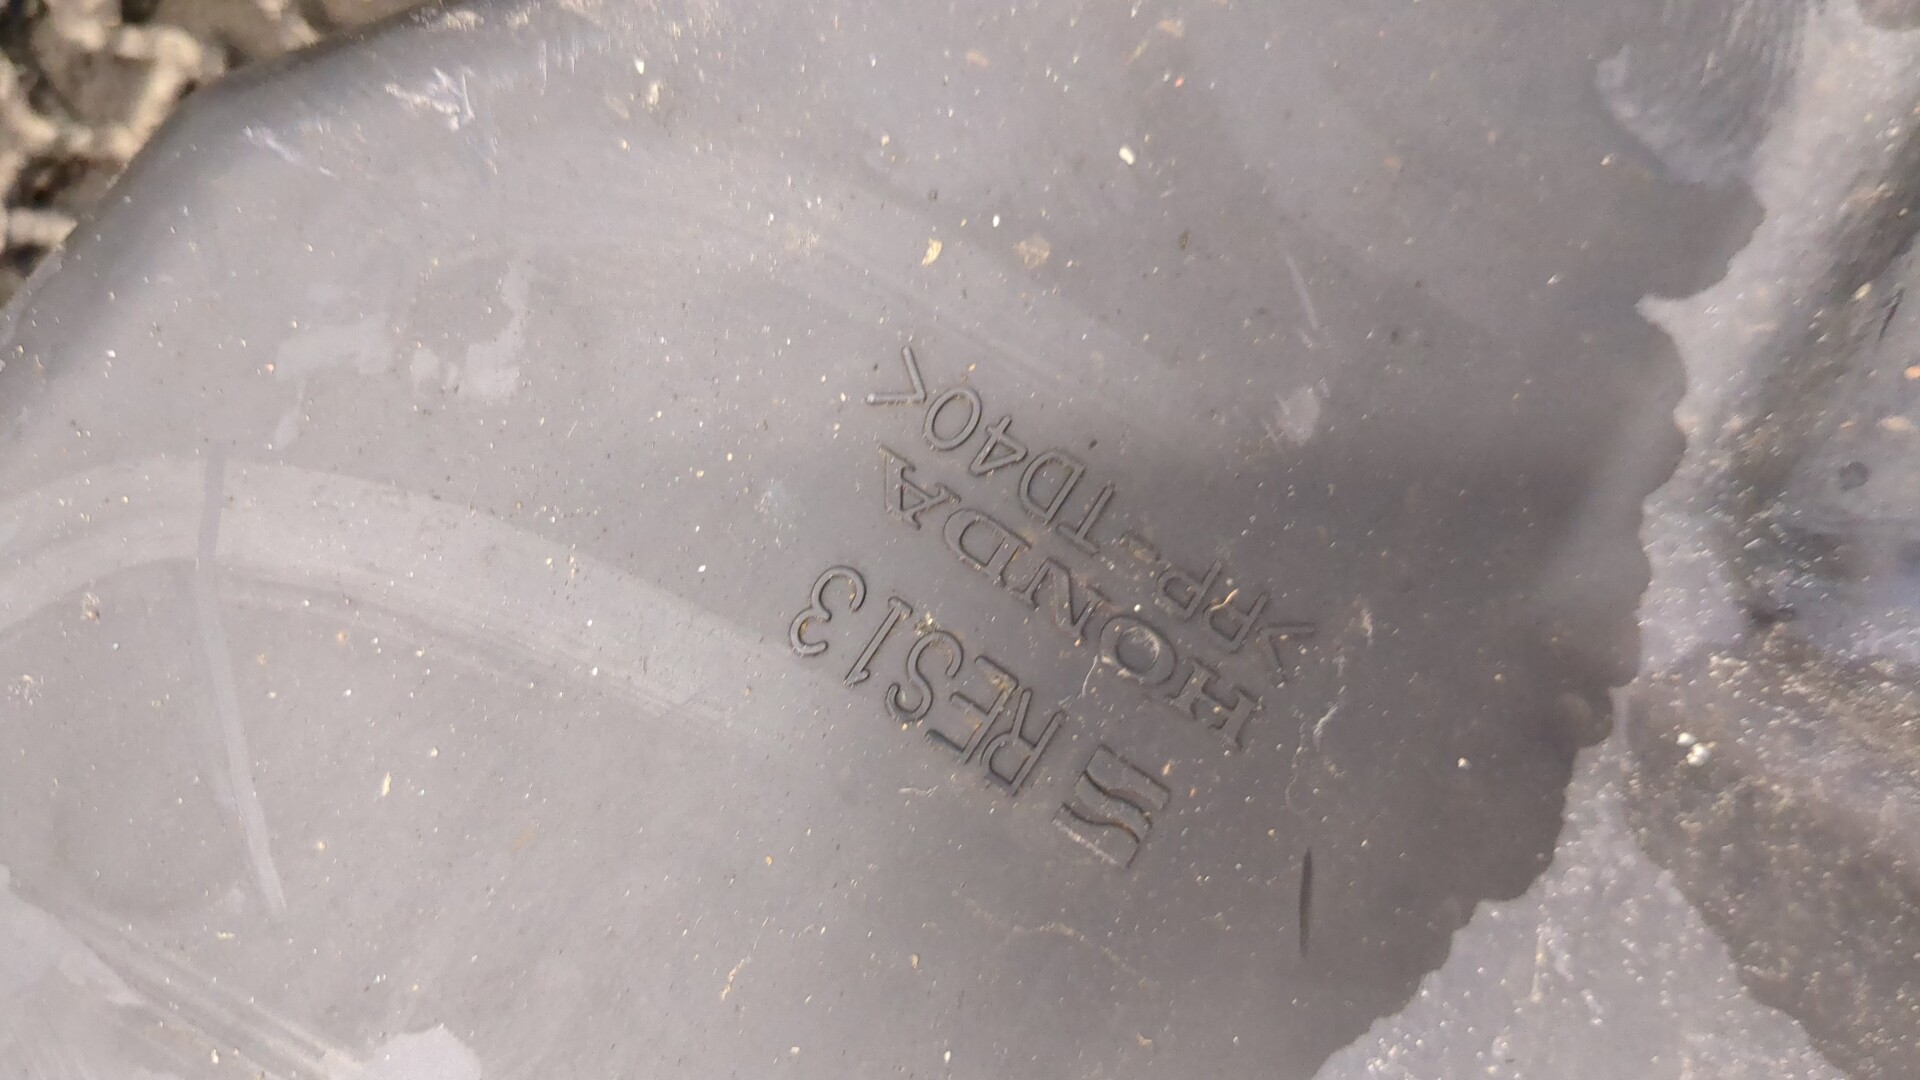 RES13
HONDA
>PP-TD40<